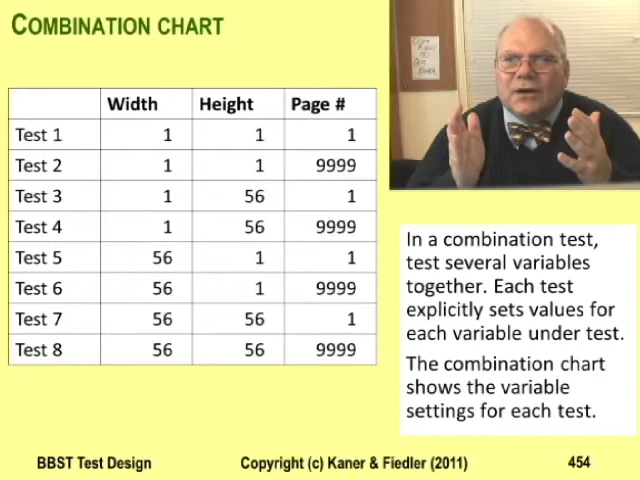 COMBINATION CHART
Width Height Page #
Test 1 1 1 1
Test 2 1 1 9999
Test 3 1 56 1
Test 4 1 56 9999
Test 5 56 1 1
Test 6 56 1 9999
Test 7 56 56 1
Test 8 56 56 9999
In a combination test,
test several variables
together. Each test
explicitly sets values for
each variable under test.
The combination chart
shows the variable
settings for each test.
BBST Test Design Copyright (c) Kaner & Fiedler (2011) 454